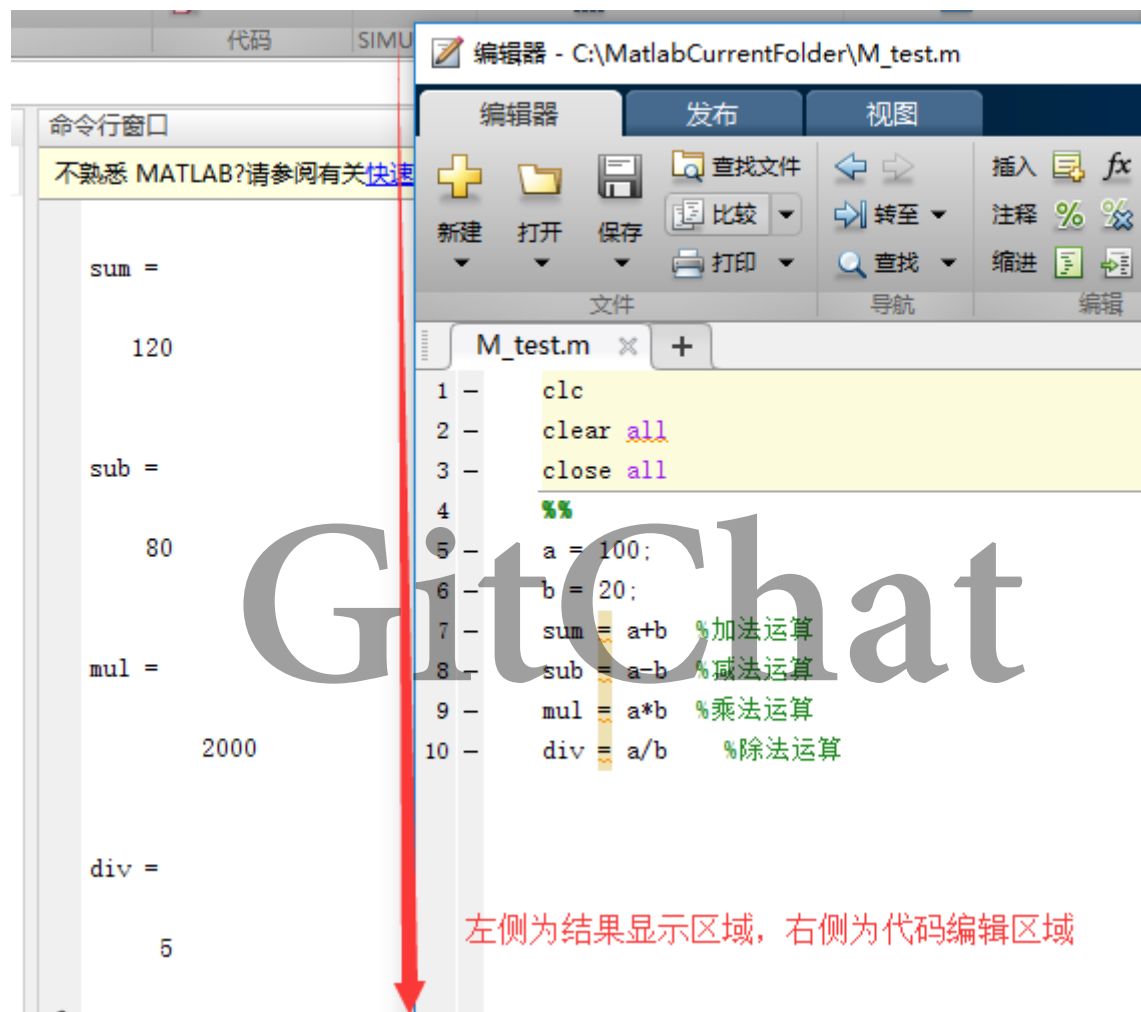 代码
SIMU
命令行窗口
不熟悉 MATLAB?请参阅有关快速
sum =
120
sub =
80
mul =
2000
div =
5
编辑器 - C:\MatlabCurrentFolder\M_test.m
编辑器 发布 视图
新建 打开 保存
查找文件
比较
打印
转至
查找
插入 fx
注释
缩进
文件 导航 编辑
M_test.m
1 — clc
2 — clear all
3 — close all
4 %%
5 — a = 100;
6 — b = 20;
7 — sum = a+b %加法运算
8 — sub = a-b %减法运算
9 — mul = a*b %乘法运算
10 — div = a/b %除法运算
GitChat
左侧为结果显示区域，右侧为代码编辑区域